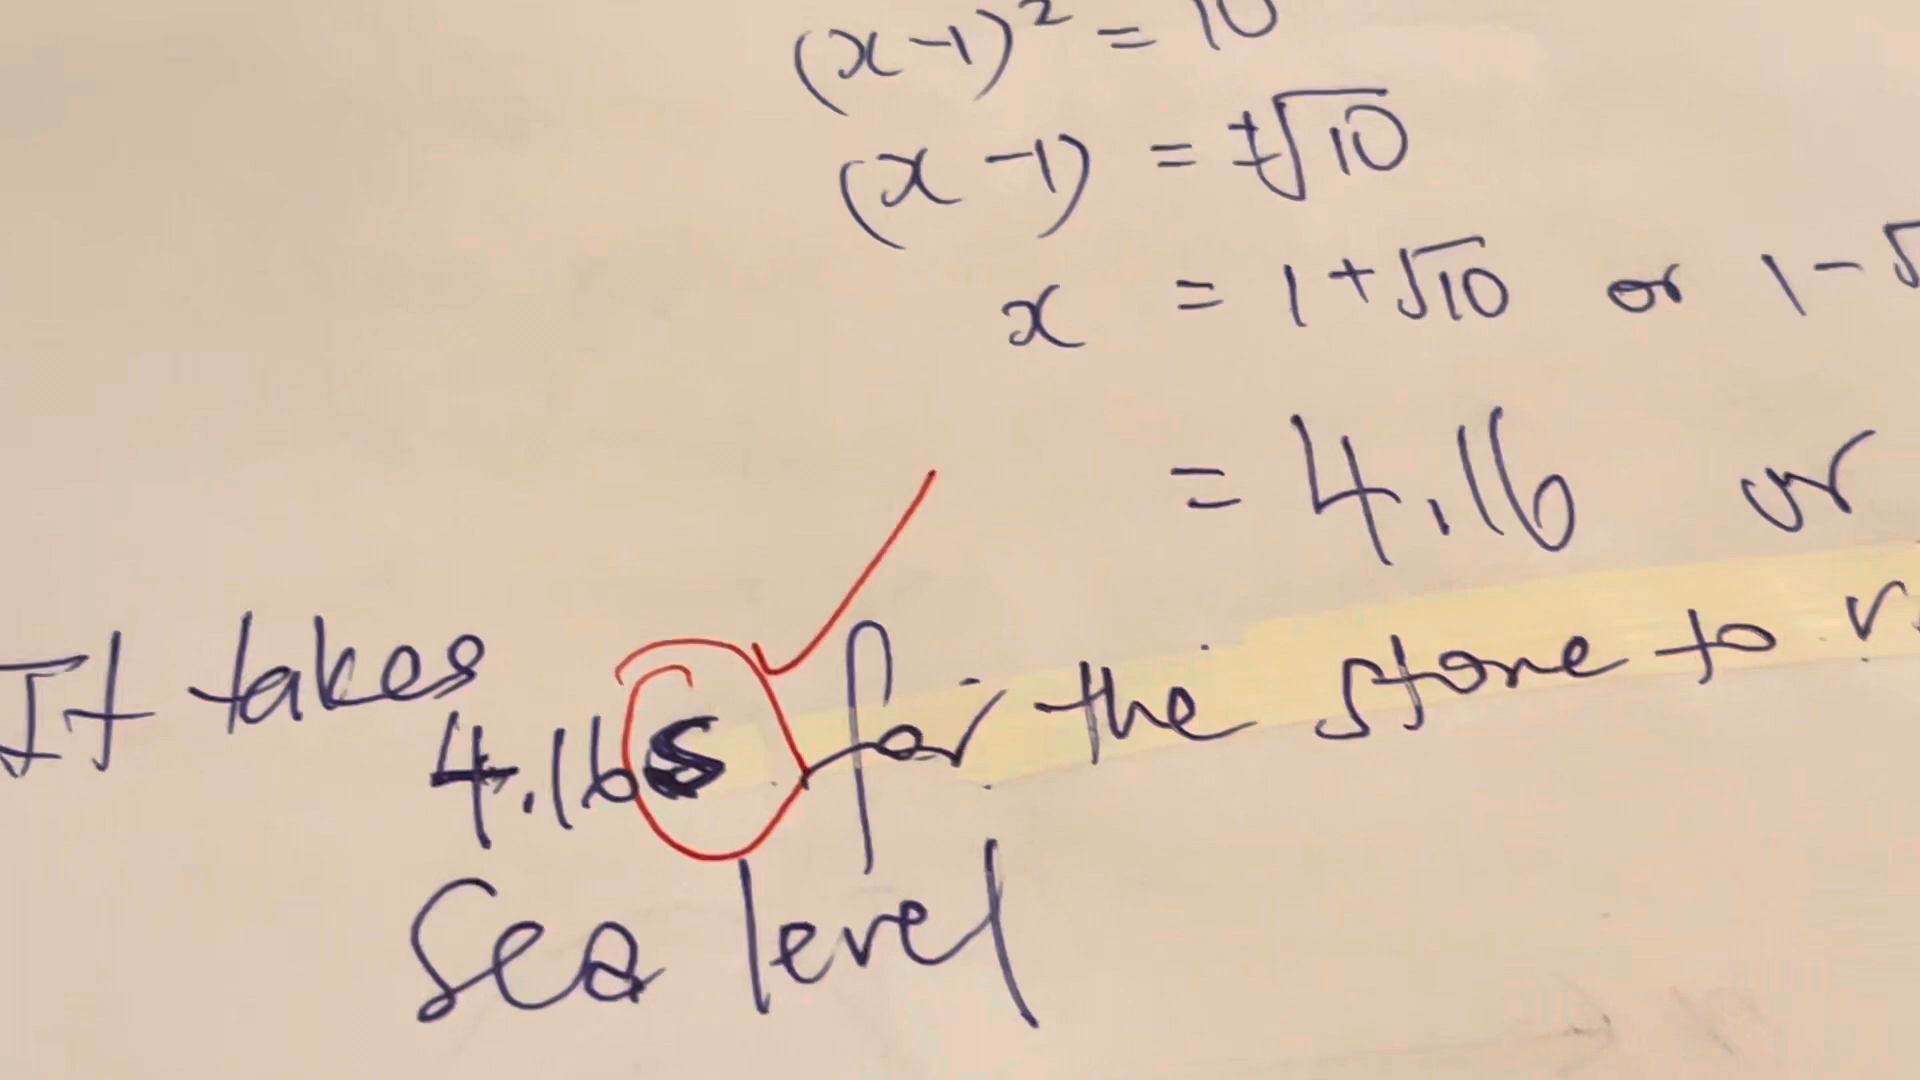 (x-1)² = 10
(x-1) = ±√10
x = 1+√10 or 1-√
= 4.16 or
It takes
4.16s for the stone to
Sea level